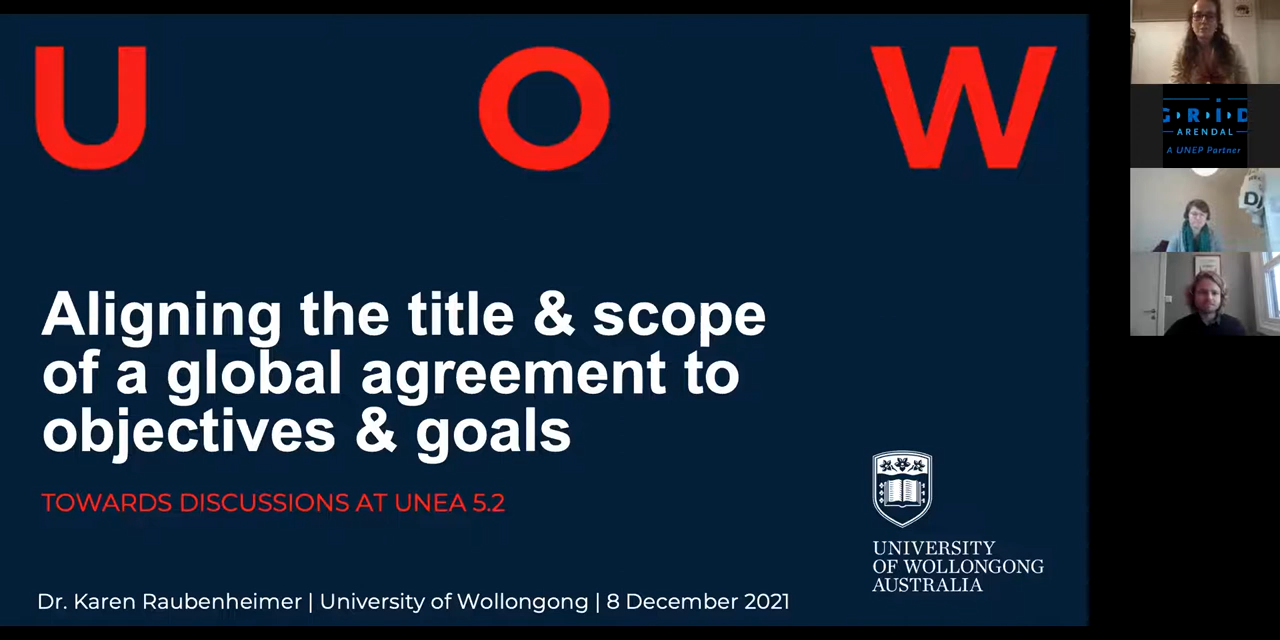 U O W
Aligning the title & scope
of a global agreement to
objectives & goals
TOWARDS DISCUSSIONS AT UNEA 5.2
UNIVERSITY
OF WOLLONGONG
AUSTRALIA
Dr. Karen Raubenheimer | University of Wollongong | 8 December 2021
GRID
ARENDAL
A UNEP Partner